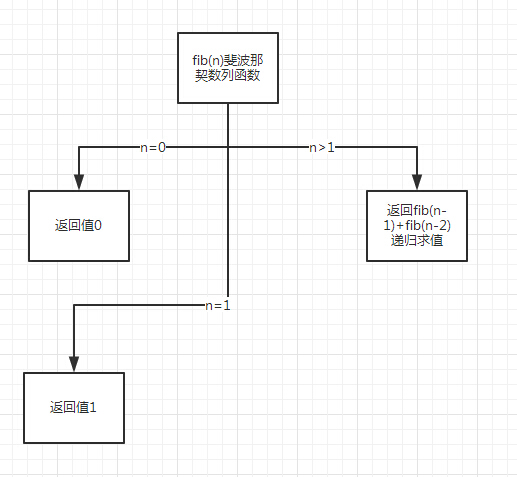 fib(n)斐波那
契数列函数
n=0
n>1
返回值0
返回fib(n-
1)+fib(n-2)
递归求值
n=1
返回值1